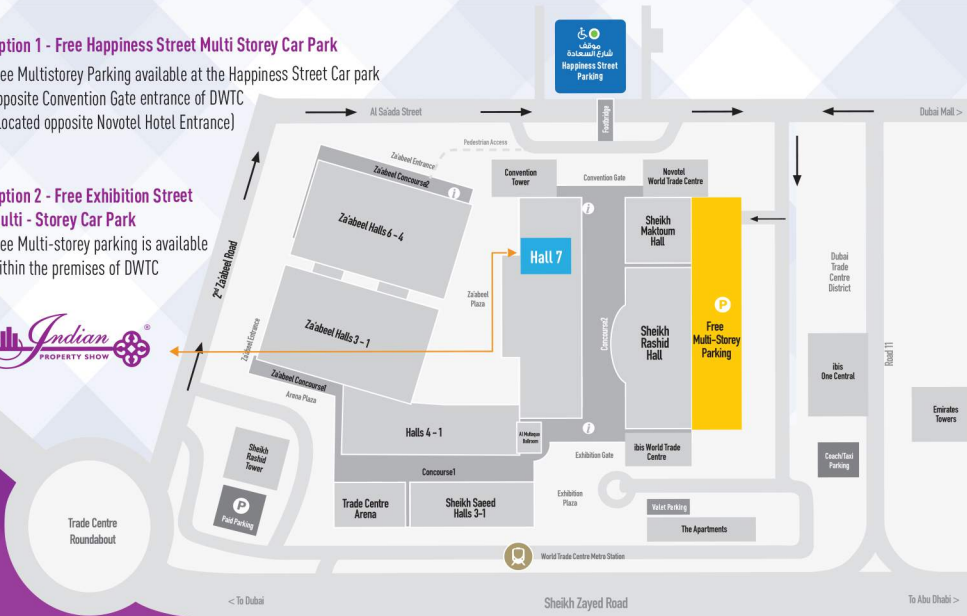 ption 1 - Free Happiness Street Multi Storey Car Park
ee Multistorey Parking available at the Happiness Street Car park
pposite Convention Gate entrance of DWTC
located opposite Novotel Hotel Entrance)
موقف
شارع السعادة
Happiness Street
Parking
Al Sa'ada Street
Footbridge
Dubai Mall >
ption 2 - Free Exhibition Street
ulti - Storey Car Park
ee Multi-storey parking is available
ithin the premises of DWTC
Indian
PROPERTY SHOW
®
2nd Za'abeel Road
Pedestrian Access
Za'abeel Entrance
Za'abeel Concourse2
i
Za'abeel Halls 6 - 4
Convention
Tower
Convention Gate
Novotel
World Trade Centre
i
Sheikh
Maktoum
Hall
Hall 7
Za'abeel
Plaza
Concourse2
Sheikh
Rashid
Hall
P
Free
Multi-Storey
Parking
Dubai
Trade
Centre
District
Road 11
ibis
One Central
Emirates
Towers
Za'abeel Halls 3 - 1
Za'abeel Entrance
Za'abeel Concourse1
Arena Plaza
Halls 4 - 1
Al Multaqua
Ballroom
i
Exhibition Gate
ibis World Trade
Centre
Coach/Taxi
Parking
Sheikh
Rashid
Tower
P
Paid Parking
Concourse1
Trade Centre
Arena
Sheikh Saeed
Halls 3-1
Exhibition
Plaza
Valet Parking
The Apartments
Trade Centre
Roundabout
World Trade Centre Metro Station
< To Dubai
Sheikh Zayed Road
To Abu Dhabi >